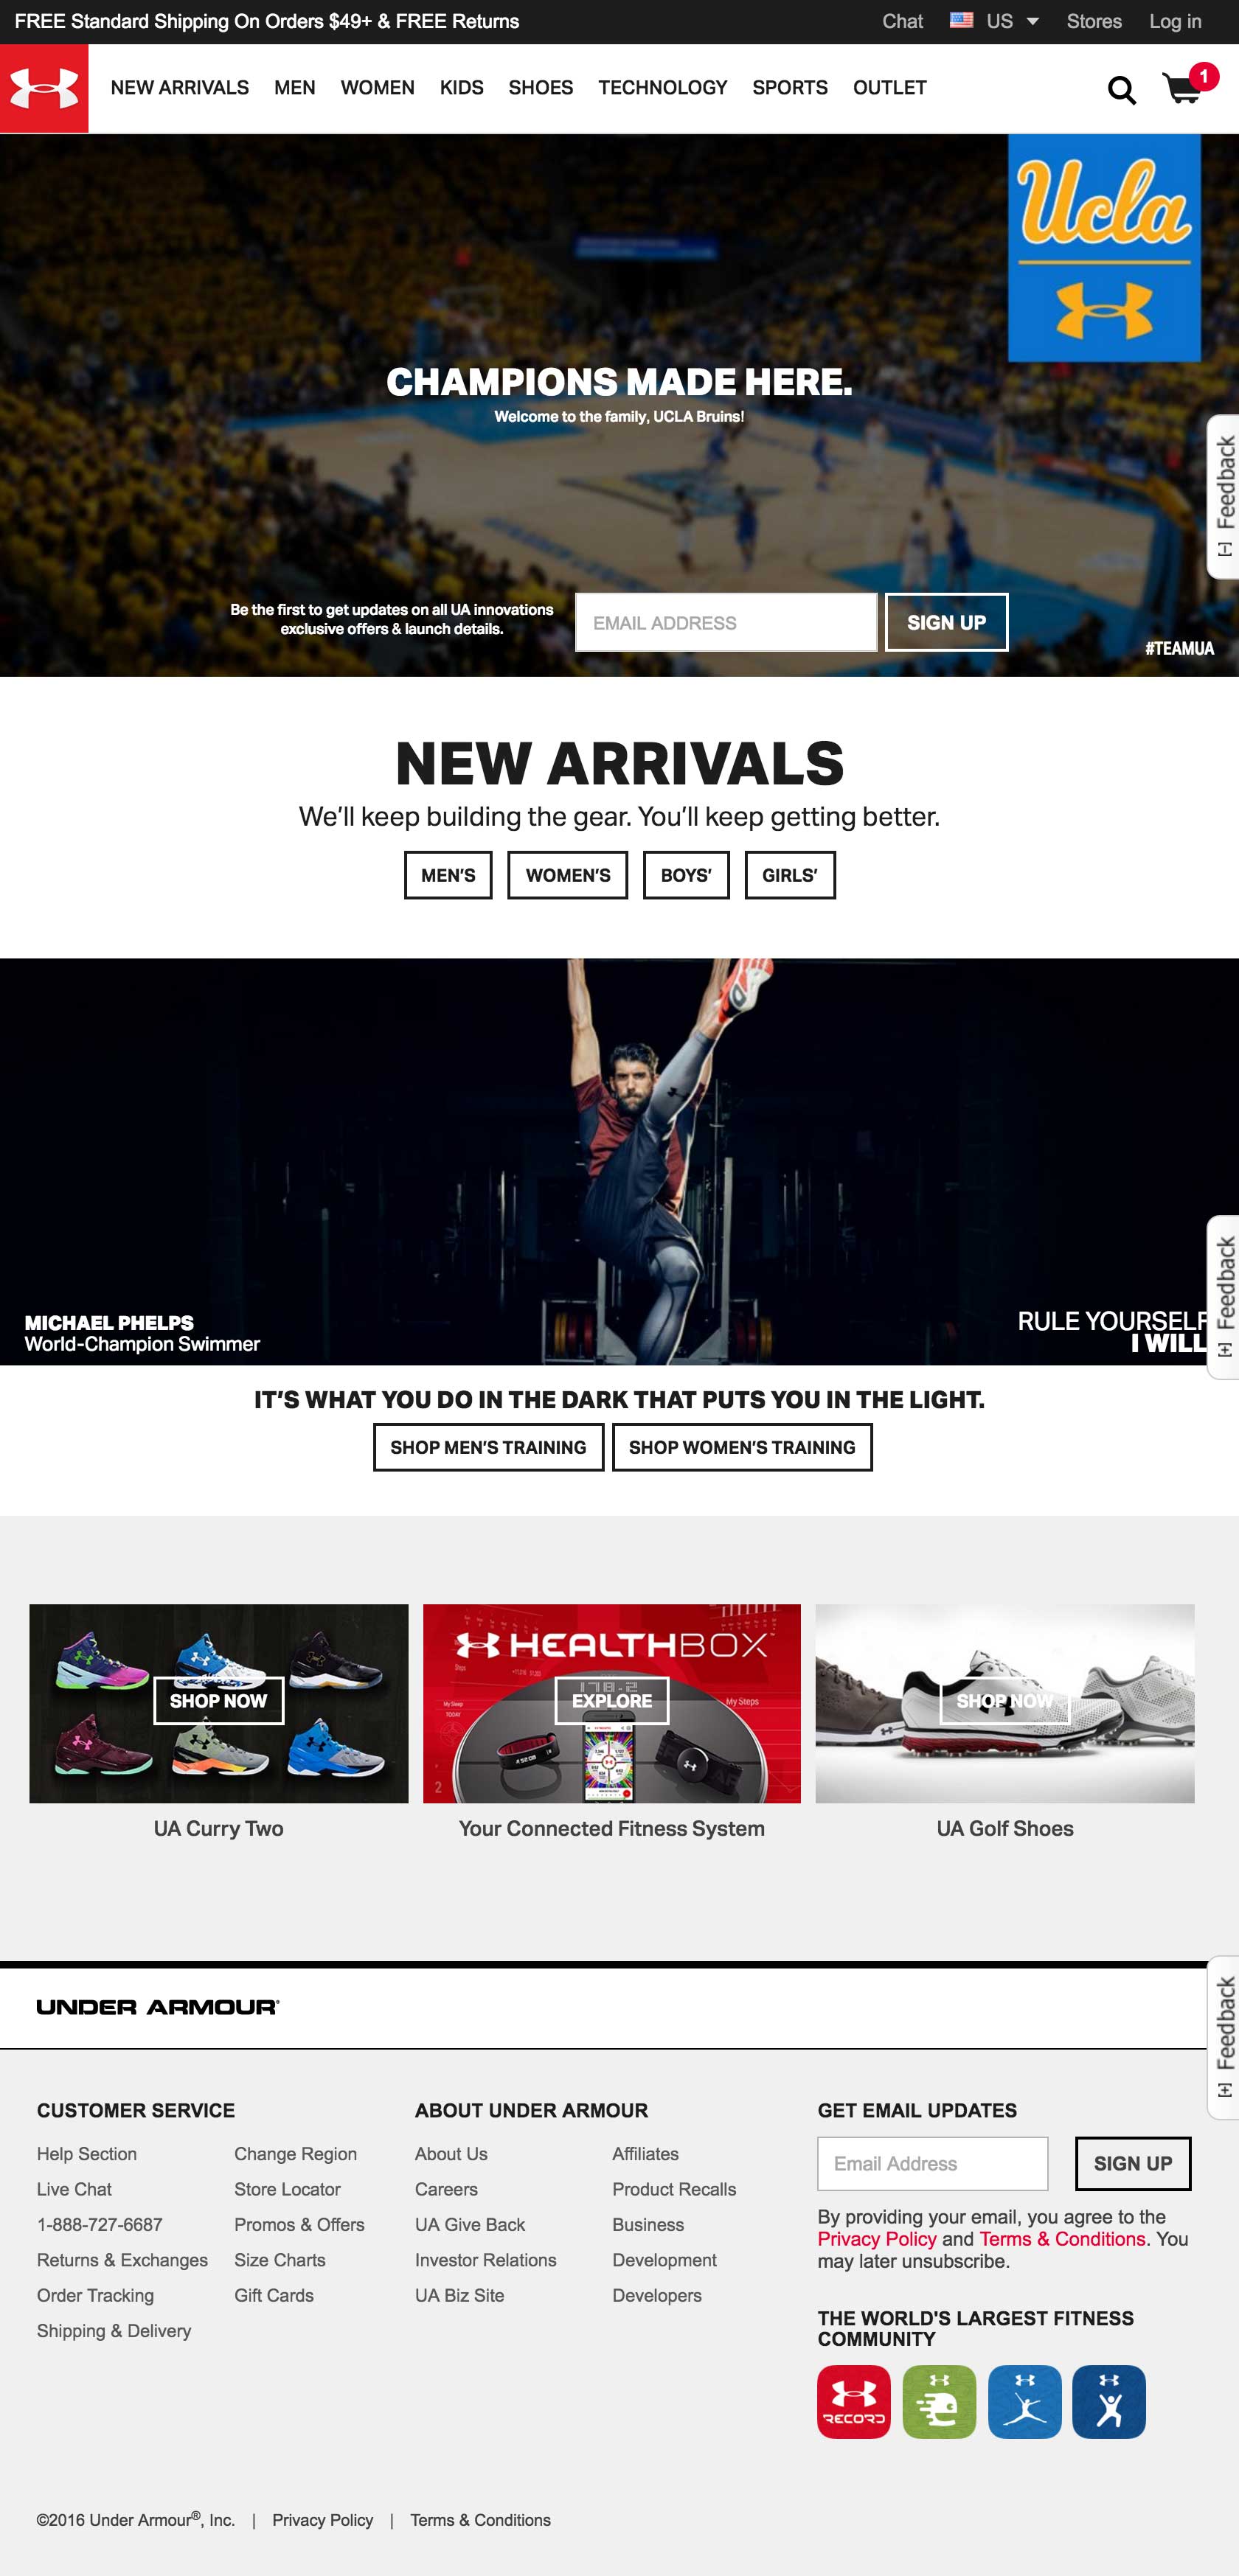 FREE Standard Shipping On Orders $49+ & FREE Returns
Chat US Stores Log in
NEW ARRIVALS MEN WOMEN KIDS SHOES TECHNOLOGY SPORTS OUTLET
1
Ucla
CHAMPIONS MADE HERE.
Welcome to the family, UCLA Bruins!
[-] Feedback
Be the first to get updates on all UA innovations
exclusive offers & launch details.
EMAIL ADDRESS
SIGN UP
#TEAMUA
NEW ARRIVALS
We'll keep building the gear. You'll keep getting better.
MEN'S WOMEN'S BOYS' GIRLS'
MICHAEL PHELPS
World-Champion Swimmer
RULE YOURSELF
I WILL
[+] Feedback
IT'S WHAT YOU DO IN THE DARK THAT PUTS YOU IN THE LIGHT.
SHOP MEN'S TRAINING SHOP WOMEN'S TRAINING
SHOP NOW
UA Curry Two
HEALTHBOX
178.2
Steps
My Sleep
TODAY
My Steps
2
EXPLORE
Your Connected Fitness System
SHOP NOW
UA Golf Shoes
UNDER ARMOUR
[+] Feedback
CUSTOMER SERVICE
Help Section
Live Chat
1-888-727-6687
Returns & Exchanges
Order Tracking
Shipping & Delivery
Change Region
Store Locator
Promos & Offers
Size Charts
Gift Cards
ABOUT UNDER ARMOUR
About Us
Careers
UA Give Back
Investor Relations
UA Biz Site
Affiliates
Product Recalls
Business
Development
Developers
GET EMAIL UPDATES
Email Address
SIGN UP
By providing your email, you agree to the
Privacy Policy and Terms & Conditions. You
may later unsubscribe.
THE WORLD'S LARGEST FITNESS
COMMUNITY
RECORD
©2016 Under Armour®, Inc. | Privacy Policy | Terms & Conditions